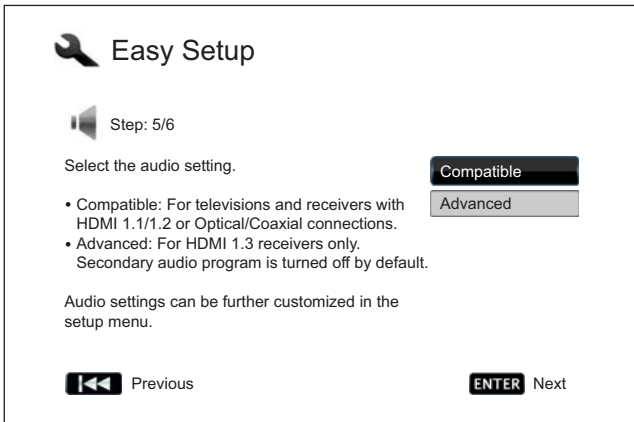 Easy Setup
Step: 5/6
Select the audio setting.
• Compatible: For televisions and receivers with
HDMI 1.1/1.2 or Optical/Coaxial connections.
• Advanced: For HDMI 1.3 receivers only.
Secondary audio program is turned off by default.
Audio settings can be further customized in the
setup menu.
Compatible
Advanced
Previous
ENTER Next